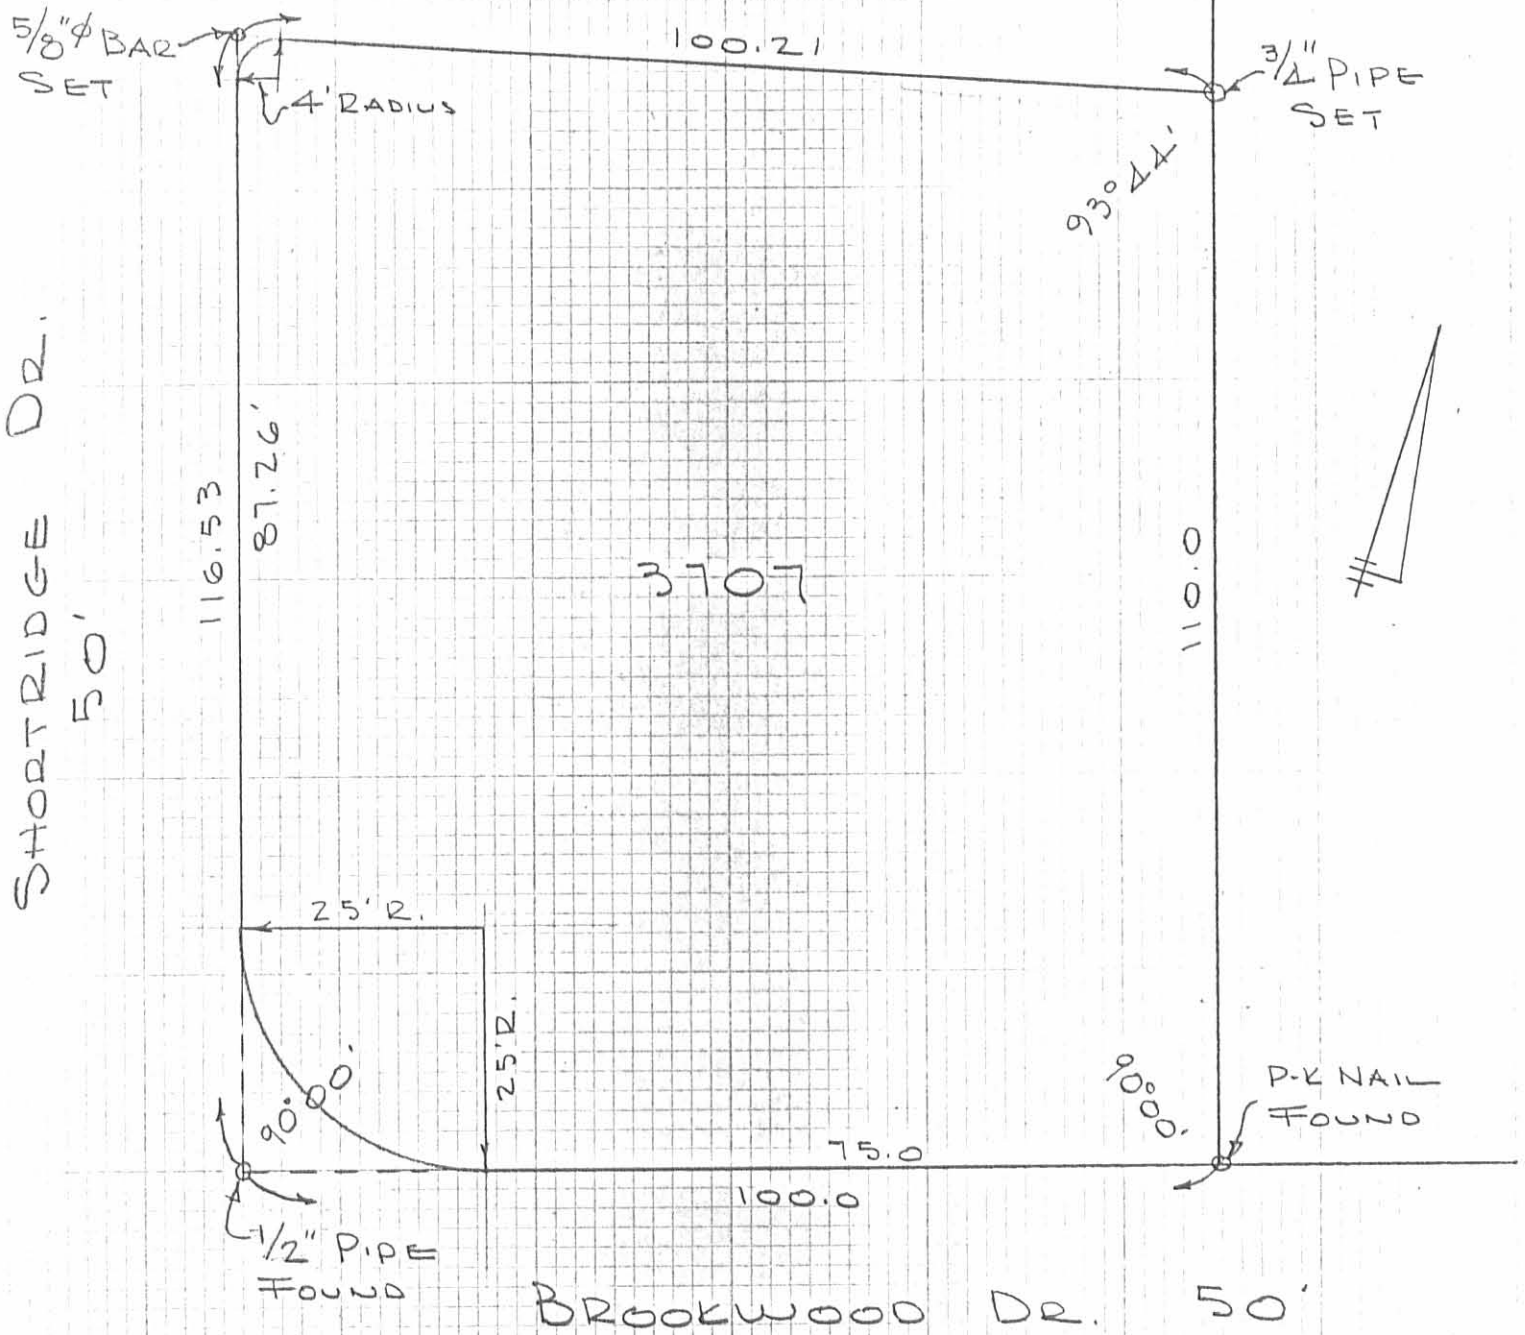 5/8"φ BAR
SET
4' RADIUS
100.21
3/4" PIPE
SET
93°44'
SHORTRIDGE DR.
50'
116.53
87.26'
3707
110.0
25' R.
25' R.
90°00'
90°00'
P-K NAIL
FOUND
75.0
100.0
1/2" PIPE
FOUND
BROOKWOOD DR. 50'